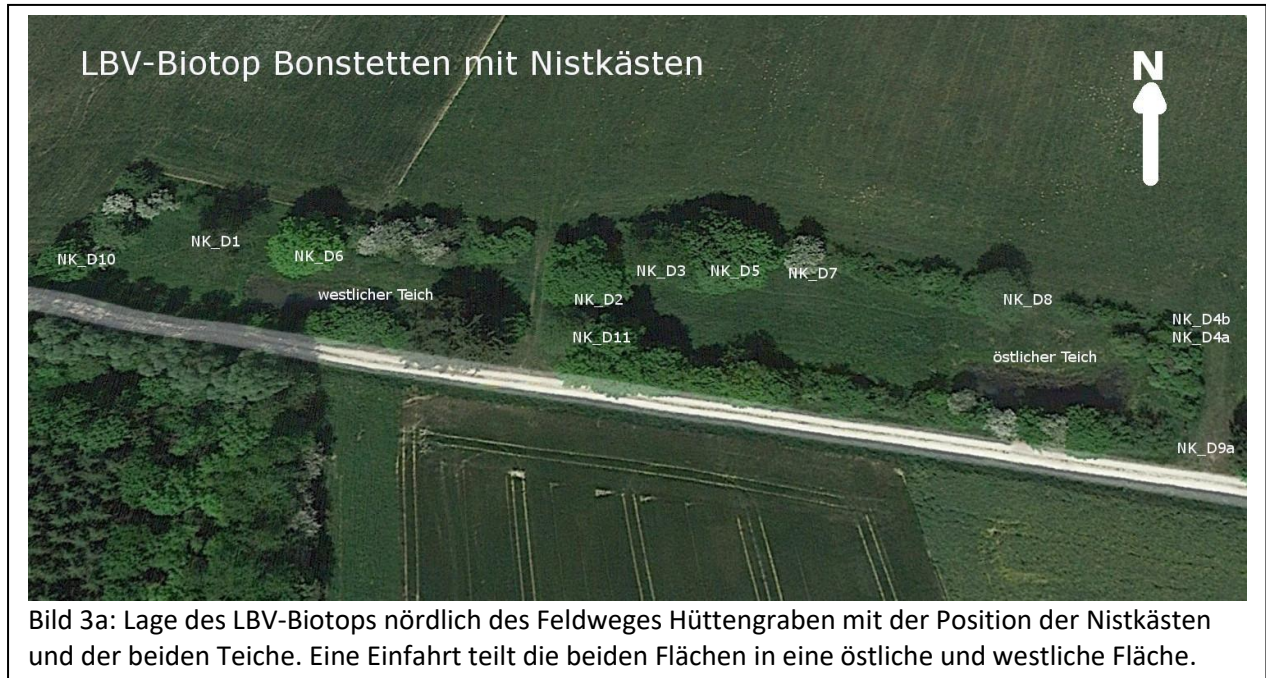 LBV-Biotop Bonstetten mit Nistkästen
N
NK_D1
NK_D10
NK_D6
westlicher Teich
NK_D3
NK_D5
NK_D7
NK_D2
NK_D11
NK_D8
NK_D4b
NK_D4a
östlicher Teich
NK_D9a
Bild 3a: Lage des LBV-Biotops nördlich des Feldweges Hüttengraben mit der Position der Nistkästen
und der beiden Teiche. Eine Einfahrt teilt die beiden Flächen in eine östliche und westliche Fläche.